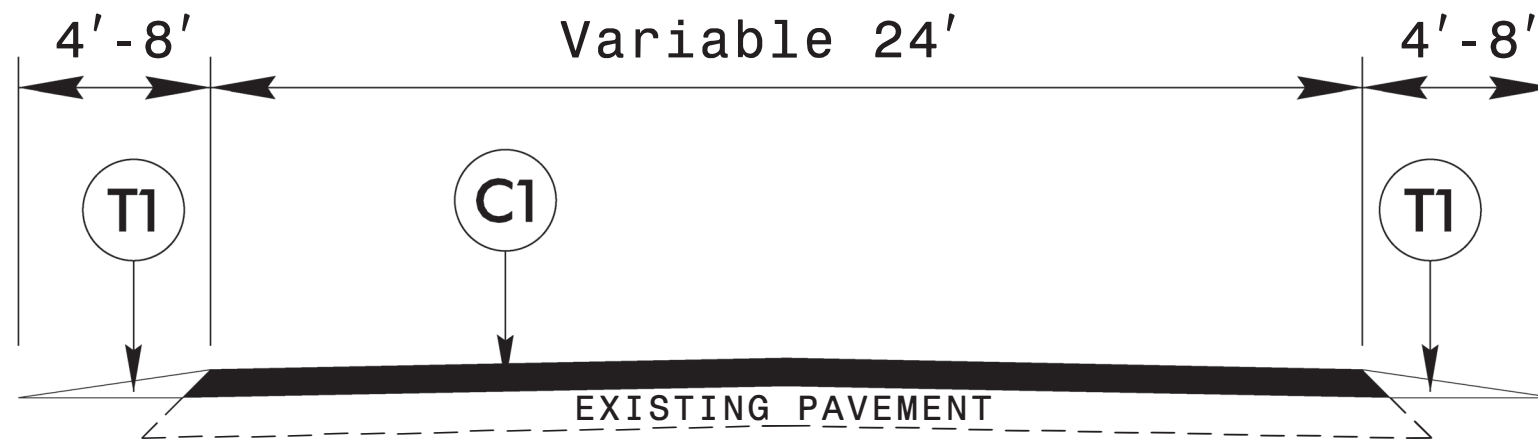 4'-8' Variable 24' 4'-8'
T1 C1 T1
EXISTING PAVEMENT